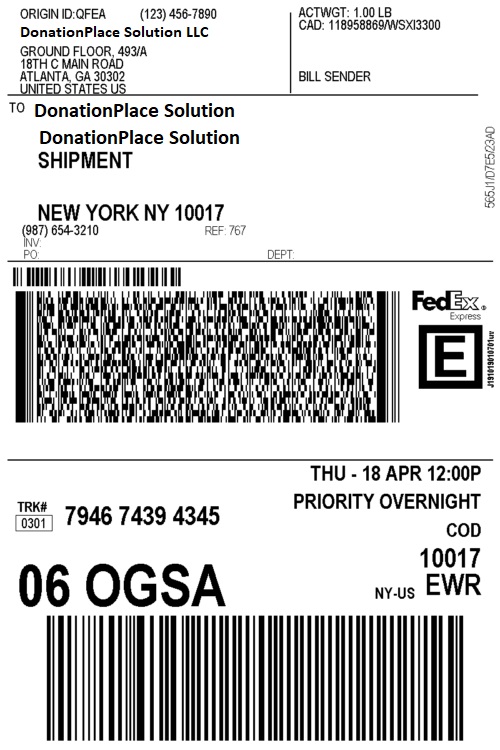 ORIGIN ID:QFEA (123) 456-7890
DonationPlace Solution LLC
GROUND FLOOR, 493/A
18TH C MAIN ROAD
ATLANTA, GA 30302
UNITED STATES US
ACTWGT: 1.00 LB
CAD: 118958869/WSXI3300
BILL SENDER
TO DonationPlace Solution
DonationPlace Solution
SHIPMENT
NEW YORK NY 10017
(987) 654-3210 REF: 767
INV:
PO: DEPT:
565J1/D7E5/23AD
FedEx®
Express
E
J191019010701uv
THU - 18 APR 12:00P
PRIORITY OVERNIGHT
COD
TRK#
0301
7946 7439 4345
10017
06 OGSA
NY-US EWR